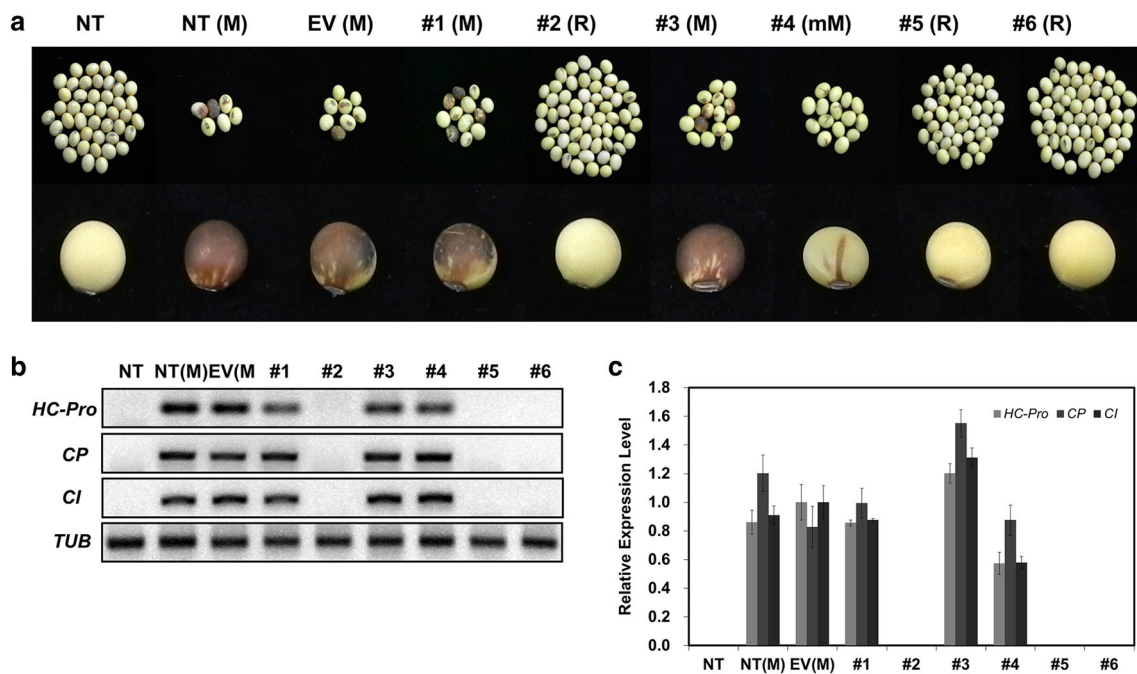 a
NT NT (M) EV (M) #1 (M) #2 (R) #3 (M) #4 (mM) #5 (R) #6 (R)
b
NT NT(M) EV(M #1 #2 #3 #4 #5 #6
HC-Pro
CP
CI
TUB
c
Relative Expression Level
1.8
1.6
1.4
1.2
1.0
0.8
0.6
0.4
0.2
0.0
HC-Pro CP CI
NT NT(M) EV(M) #1 #2 #3 #4 #5 #6